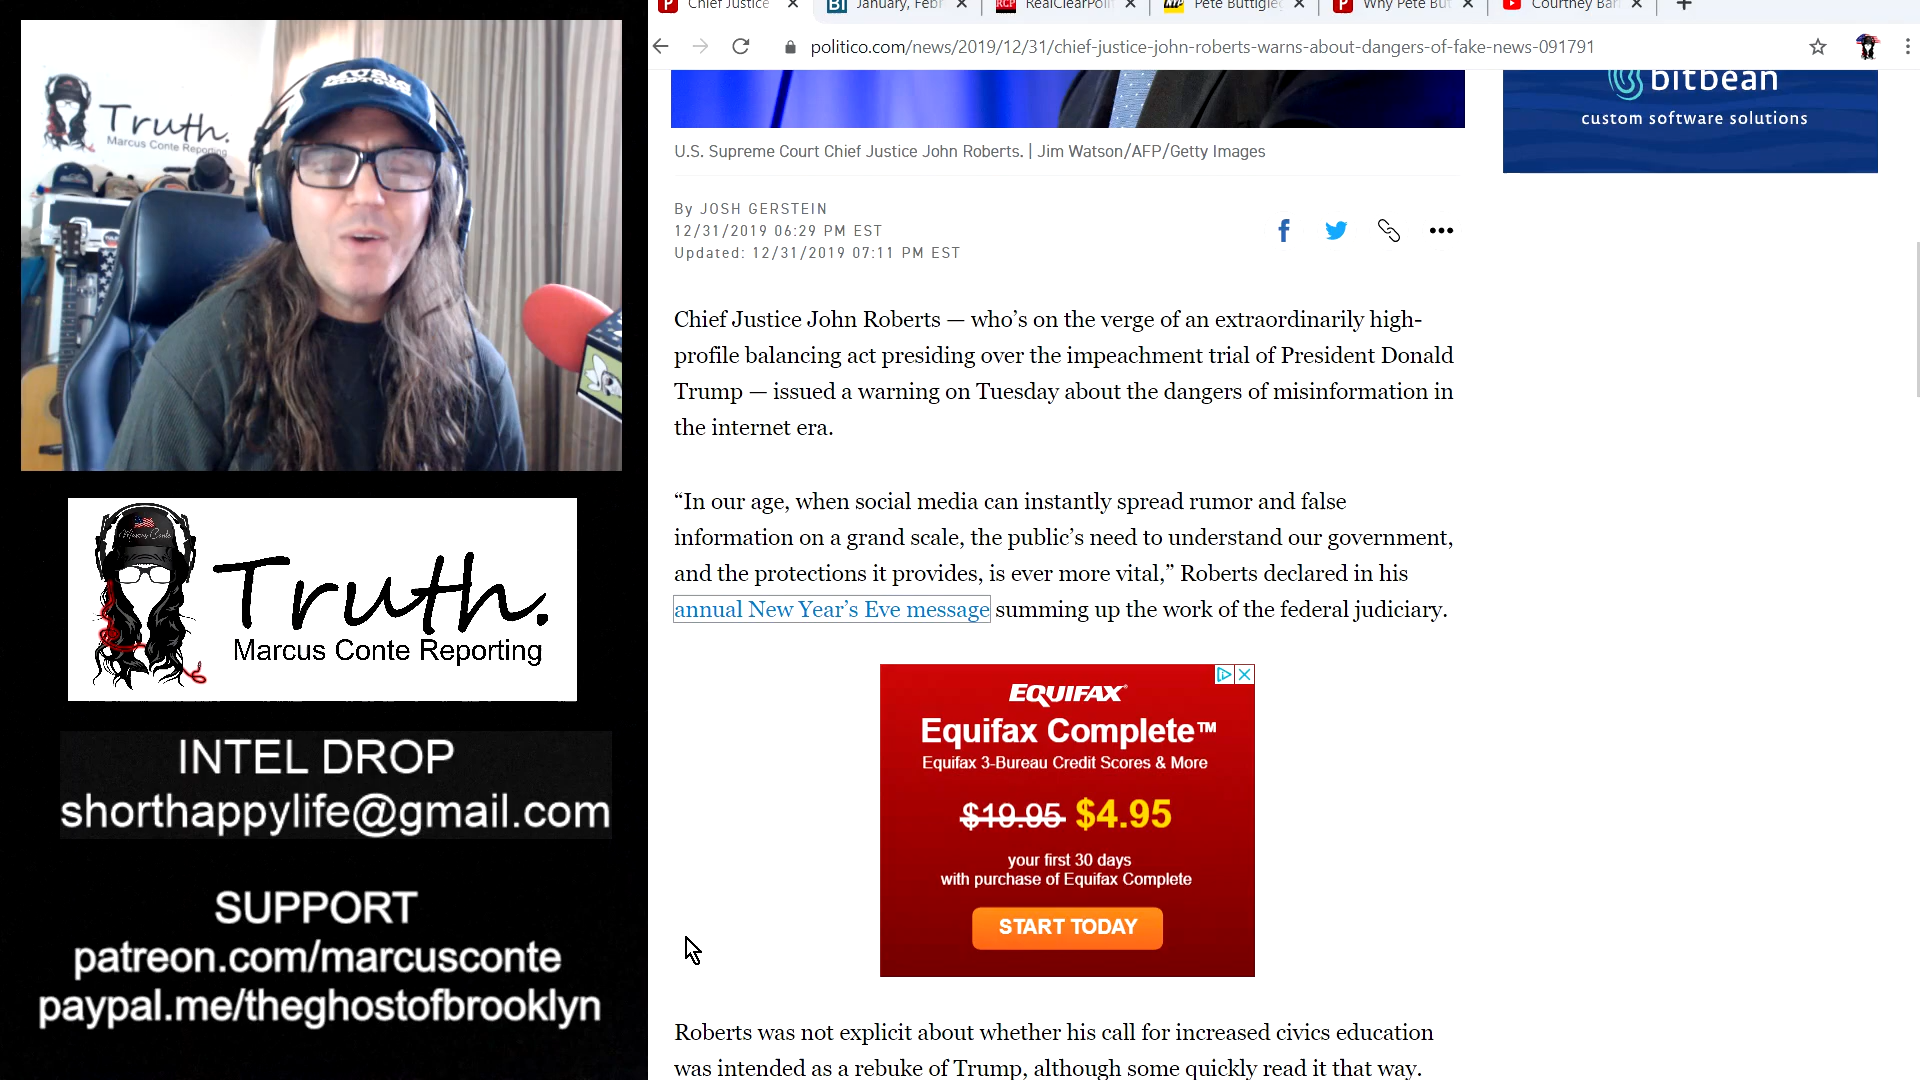 Chief Justice
January, Febr
RealClearPoli
Pete Buttigieg
Why Pete But
Courtney Bar
politico.com/news/2019/12/31/chief-justice-john-roberts-warns-about-dangers-of-fake-news-091791
MUSIC
Truth.
Marcus Conte Reporting
bitbean
custom software solutions
U.S. Supreme Court Chief Justice John Roberts. | Jim Watson/AFP/Getty Images
By JOSH GERSTEIN
12/31/2019 06:29 PM EST
Updated: 12/31/2019 07:11 PM EST
Chief Justice John Roberts — who’s on the verge of an extraordinarily high-
profile balancing act presiding over the impeachment trial of President Donald
Trump — issued a warning on Tuesday about the dangers of misinformation in
the internet era.
“In our age, when social media can instantly spread rumor and false
information on a grand scale, the public’s need to understand our government,
and the protections it provides, is ever more vital,” Roberts declared in his
annual New Year’s Eve message summing up the work of the federal judiciary.
EQUIFAX
Equifax Complete™
Equifax 3-Bureau Credit Scores & More
$19.95 $4.95
your first 30 days
with purchase of Equifax Complete
START TODAY
Roberts was not explicit about whether his call for increased civics education
was intended as a rebuke of Trump, although some quickly read it that way.
Marcus Conte
Truth.
Marcus Conte Reporting
INTEL DROP
shorthappylife@gmail.com
SUPPORT
patreon.com/marcusconte
paypal.me/theghostofbrooklyn